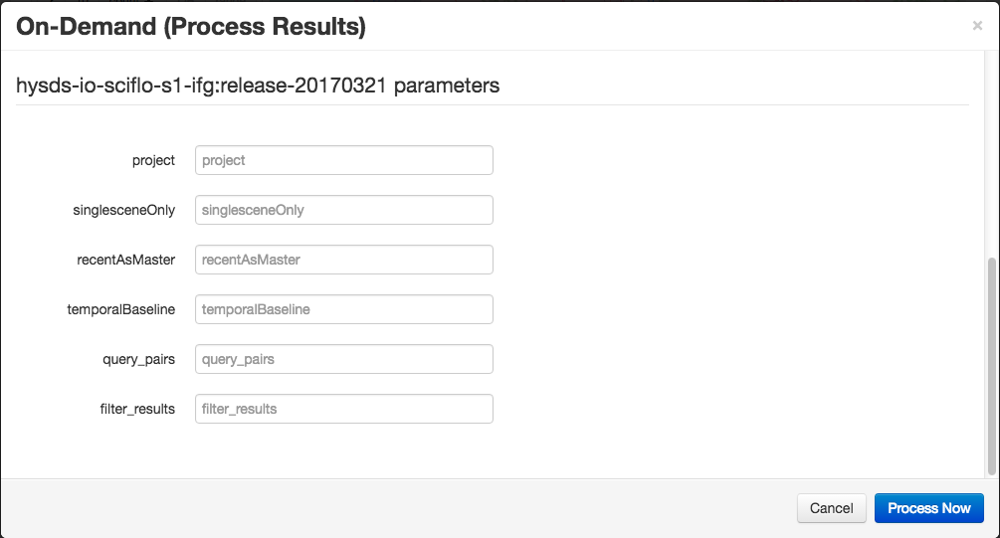 On-Demand (Process Results)
×
hysds-io-sciflo-s1-ifg:release-20170321 parameters
project project
singlesceneOnly singlesceneOnly
recentAsMaster recentAsMaster
temporalBaseline temporalBaseline
query_pairs query_pairs
filter_results filter_results
Cancel Process Now